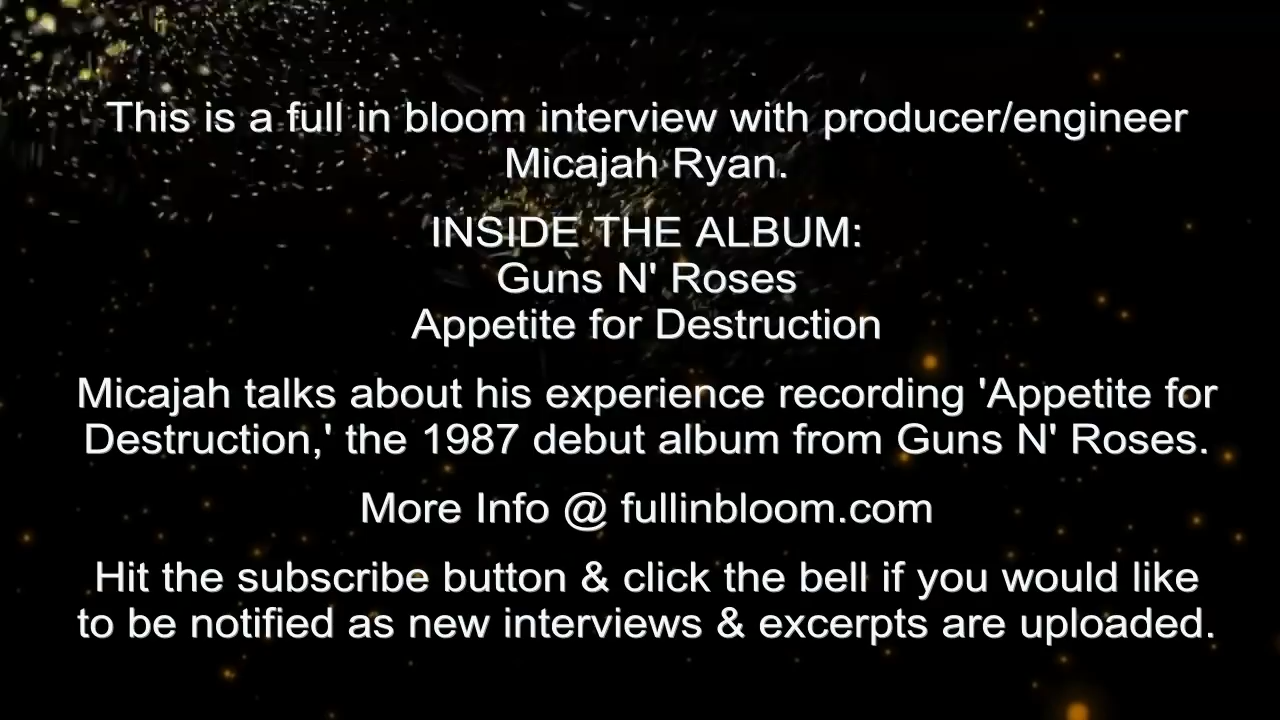 This is a full in bloom interview with producer/engineer
Micajah Ryan.
INSIDE THE ALBUM:
Guns N' Roses
Appetite for Destruction
Micajah talks about his experience recording 'Appetite for
Destruction,' the 1987 debut album from Guns N' Roses.
More Info @ fullinbloom.com
Hit the subscribe button & click the bell if you would like
to be notified as new interviews & excerpts are uploaded.